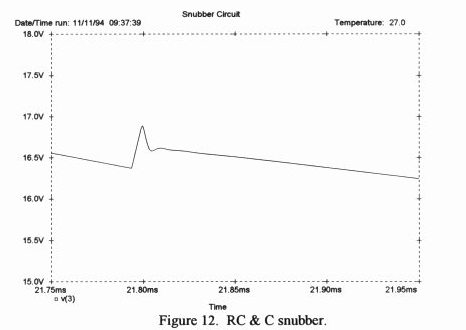 Snubber Circuit
Date/Time run: 11/11/94 09:37:39 Temperature: 27.0
18.0V
17.5V
17.0V
16.5V
16.0V
15.5V
15.0V
21.75ms 21.80ms 21.85ms 21.90ms 21.95ms
v(3)
Time
Figure 12. RC & C snubber.